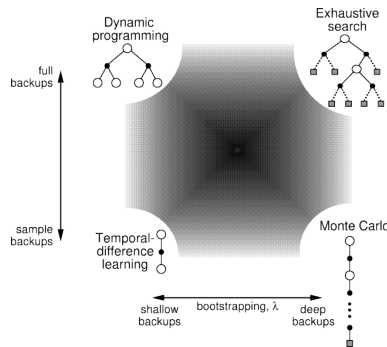 Dynamic
programming
Exhaustive
search
full
backups
sample
backups
Temporal-
difference
learning
Monte Carlo
shallow
backups
bootstrapping, λ
deep
backups